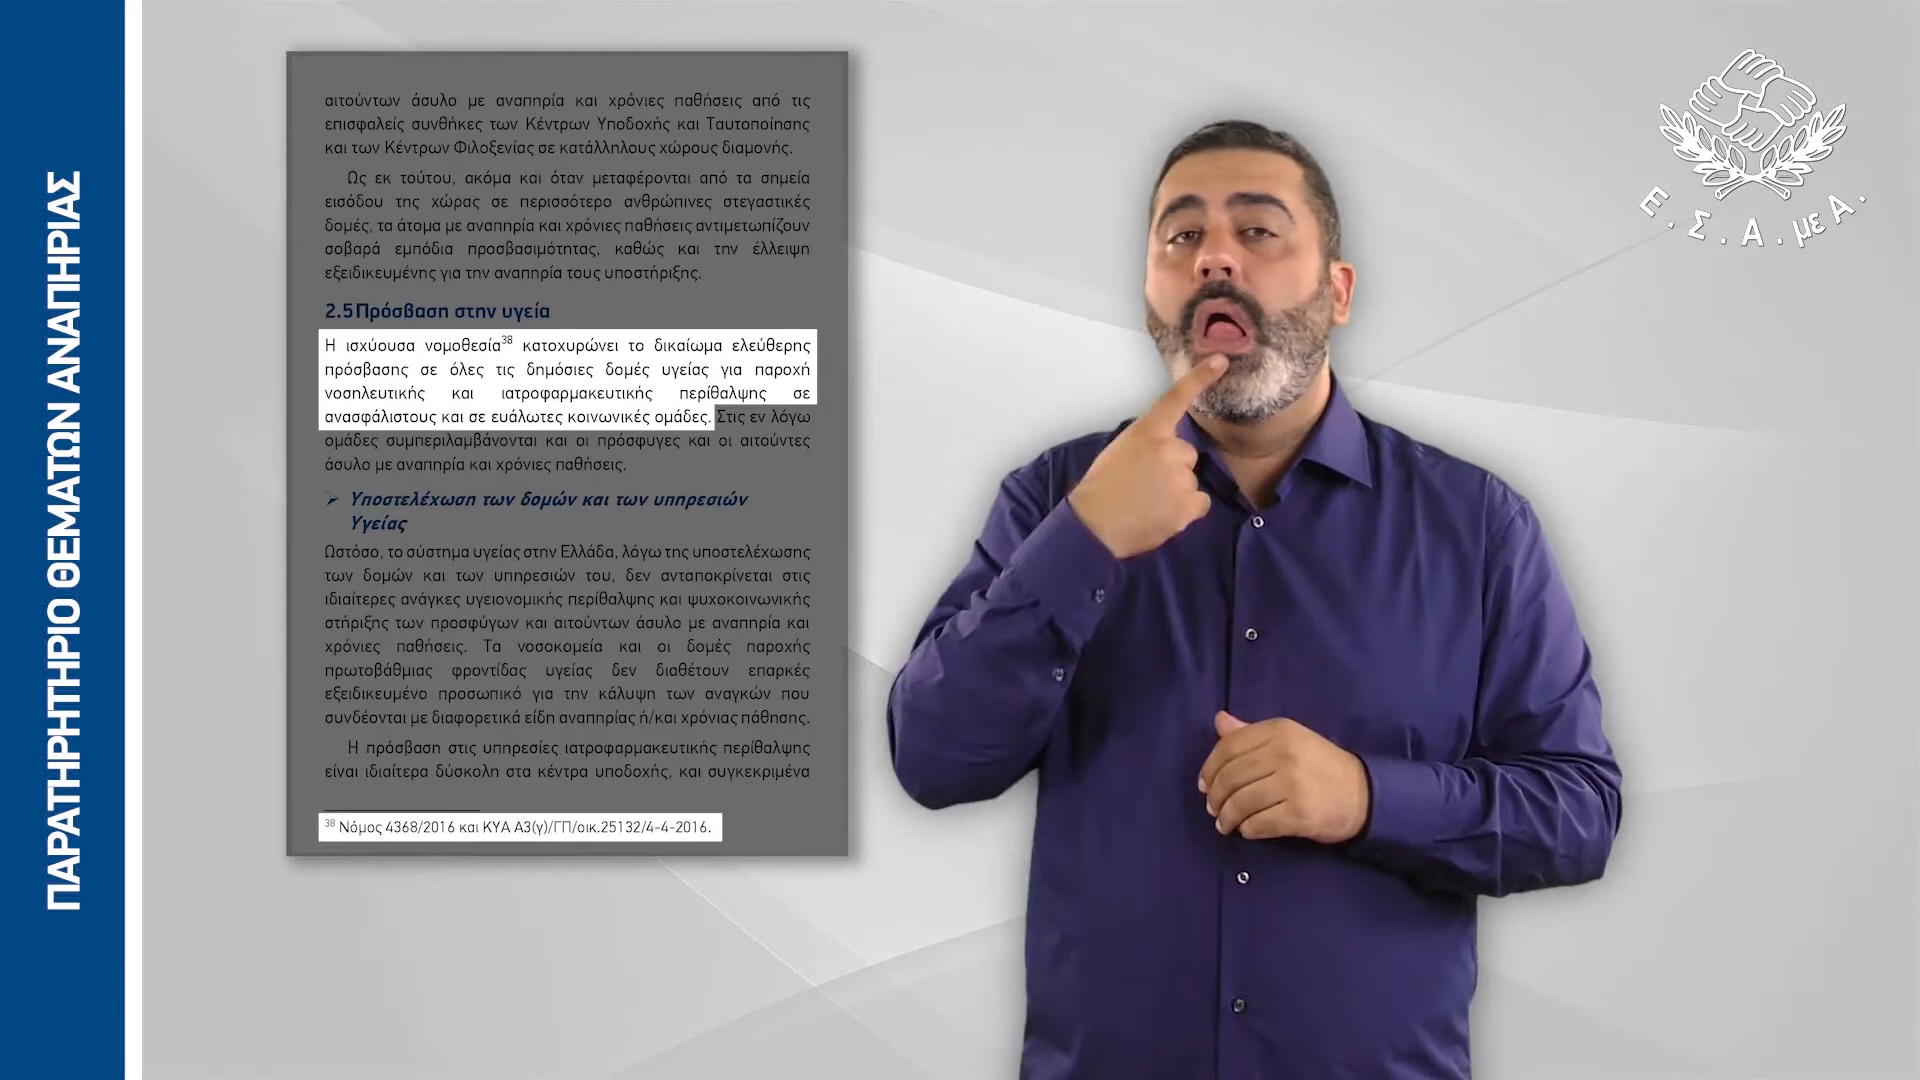 ΠΑΡΑΤΗΡΗΤΗΡΙΟ ΘΕΜΑΤΩΝ ΑΝΑΠΗΡΙΑΣ
αιτούντων άσυλο με αναπηρία και χρόνιες παθήσεις από τις
επισφαλείς συνθήκες των Κέντρων Υποδοχής και Ταυτοποίησης
και των Κέντρων Φιλοξενίας σε κατάλληλους χώρους διαμονής.
Ως εκ τούτου, ακόμα και όταν μεταφέρονται από τα σημεία
εισόδου της χώρας σε περισσότερο ανθρώπινες στεγαστικές
δομές, τα άτομα με αναπηρία και χρόνιες παθήσεις αντιμετωπίζουν
σοβαρά εμπόδια προσβασιμότητας, καθώς και την έλλειψη
εξειδικευμένης για την αναπηρία τους υποστήριξης.
2.5 Πρόσβαση στην υγεία
Η ισχύουσα νομοθεσία38 κατοχυρώνει το δικαίωμα ελεύθερης
πρόσβασης σε όλες τις δημόσιες δομές υγείας για παροχή
νοσηλευτικής και ιατροφαρμακευτικής περίθαλψης σε
ανασφάλιστους και σε ευάλωτες κοινωνικές ομάδες. Στις εν λόγω
ομάδες συμπεριλαμβάνονται και οι πρόσφυγες και οι αιτούντες
άσυλο με αναπηρία και χρόνιες παθήσεις.
➢ Υποστελέχωση των δομών και των υπηρεσιών
Υγείας
Ωστόσο, το σύστημα υγείας στην Ελλάδα, λόγω της υποστελέχωσης
των δομών και των υπηρεσιών του, δεν ανταποκρίνεται στις
ιδιαίτερες ανάγκες υγειονομικής περίθαλψης και ψυχοκοινωνικής
στήριξης των προσφύγων και αιτούντων άσυλο με αναπηρία και
χρόνιες παθήσεις. Τα νοσοκομεία και οι δομές παροχής
πρωτοβάθμιας φροντίδας υγείας δεν διαθέτουν επαρκές
εξειδικευμένο προσωπικό για την κάλυψη των αναγκών που
συνδέονται με διαφορετικά είδη αναπηρίας ή/και χρόνιας πάθησης.
Η πρόσβαση στις υπηρεσίες ιατροφαρμακευτικής περίθαλψης
είναι ιδιαίτερα δύσκολη στα κέντρα υποδοχής, και συγκεκριμένα
38 Νόμος 4368/2016 και ΚΥΑ Α3(γ)/ΓΠ/οικ.25132/4-4-2016.
Ε.Σ.Α.μεΑ.